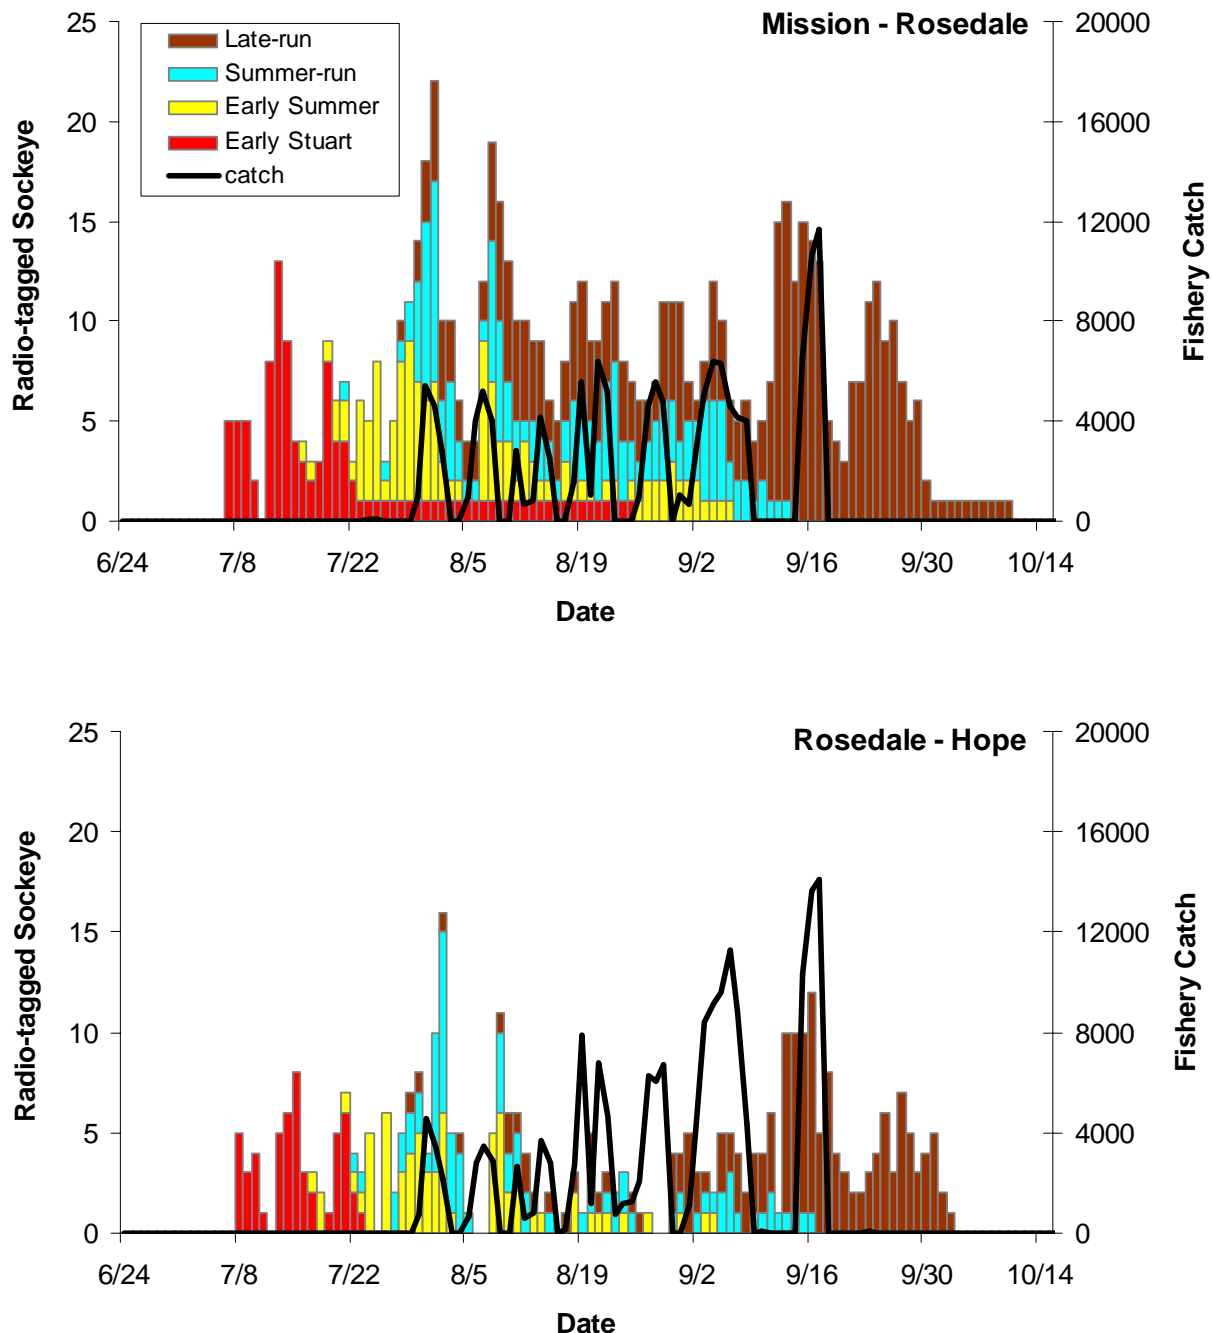 Mission - Rosedale
Late-run
Summer-run
Early Summer
Early Stuart
catch
Radio-tagged Sockeye
25
20
15
10
5
0
Fishery Catch
20000
16000
12000
8000
4000
0
6/24 7/8 7/22 8/5 8/19 9/2 9/16 9/30 10/14
Date
Rosedale - Hope
Radio-tagged Sockeye
25
20
15
10
5
0
Fishery Catch
20000
16000
12000
8000
4000
0
6/24 7/8 7/22 8/5 8/19 9/2 9/16 9/30 10/14
Date